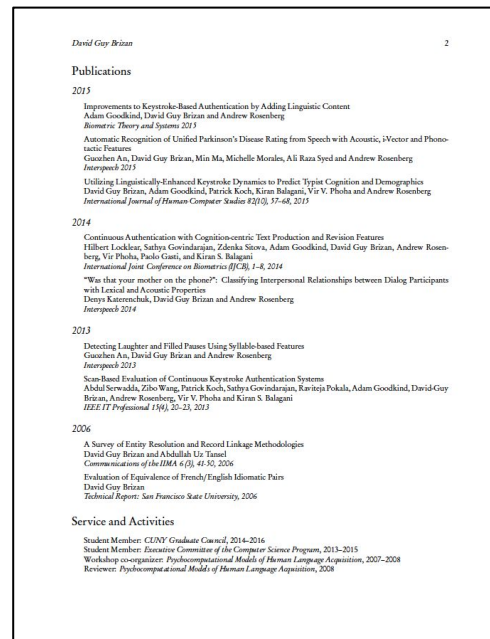 David Guy Brizan 2
Publications
2015
Improvements to Keystroke-Based Authentication by Adding Linguistic Content
Adam Goodkind, David Guy Brizan and Andrew Rosenberg
Biometric Theory and Systems 2015
Automatic Recognition of Unified Parkinson's Disease Rating from Speech with Acoustic, i-Vector and Phono-
tactic Features
Guozhen An, David Guy Brizan, Min Ma, Michelle Morales, Ali Raza Syed and Andrew Rosenberg
Interspeech 2015
Utilizing Linguistically-Enhanced Keystroke Dynamics to Predict Typist Cognition and Demographics
David Guy Brizan, Adam Goodkind, Patrick Koch, Kiran Balagani, Vir V. Phoha and Andrew Rosenberg
International Journal of Human Computer Studies 82(10), 57–68, 2015
2014
Continuous Authentication with Cognition-centric Text Production and Revision Features
Hilbert Locklear, Sathya Govindarajan, Zdenka Sitova, Adam Goodkind, David Guy Brizan, Andrew Rosen-
berg, Vir Phoha, Paolo Gasti, and Kiran S. Balagani
International Joint Conference on Biometrics (IJCB), 1–8, 2014
"Was that your mother on the phone?": Classifying Interpersonal Relationships between Dialog Participants
with Lexical and Acoustic Properties
Denys Katerenchuk, David Guy Brizan and Andrew Rosenberg
Interspeech 2014
2013
Detecting Laughter and Filled Pauses Using Syllable-based Features
Guozhen An, David Guy Brizan and Andrew Rosenberg
Interspeech 2013
Scan-Based Evaluation of Continuous Keystroke Authentication Systems
Abdul Serwadda, Zibo Wang, Patrick Koch, Sathya Govindarajan, Raviteja Pokala, Adam Goodkind, David-Guy
Brizan, Andrew Rosenberg, Vir V. Phoha and Kiran S. Balagani
IEEE IT Professional 15(4), 20–23, 2013
2006
A Survey of Entity Resolution and Record Linkage Methodologies
David Guy Brizan and Abdullah Uz Tansel
Communications of the IIMA 6 (3), 41-50, 2006
Evaluation of Equivalence of French/English Idiomatic Pairs
David Guy Brizan
Technical Report: San Francisco State University, 2006
Service and Activities
Student Member: CUNY Graduate Council, 2014–2016
Student Member: Executive Committee of the Computer Science Program, 2013–2015
Workshop co-organizer: Psychocomputational Models of Human Language Acquisition, 2007–2008
Reviewer: Psychocomputational Models of Human Language Acquisition, 2008